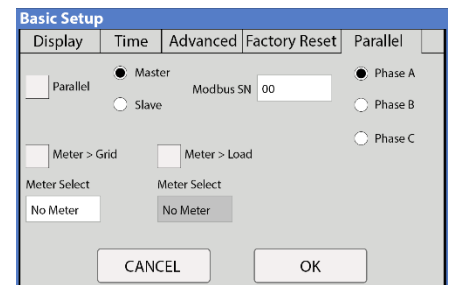 Basic Setup
Display Time Advanced Factory Reset Parallel
Parallel Master Modbus SN 00 Phase A
Slave Phase B
Phase C
Meter > Grid Meter > Load
Meter Select Meter Select
No Meter No Meter
CANCEL OK